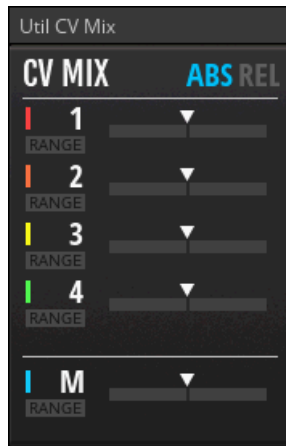 Util CV Mix
CV MIX ABS REL
1
RANGE
2
RANGE
3
RANGE
4
RANGE
M
RANGE